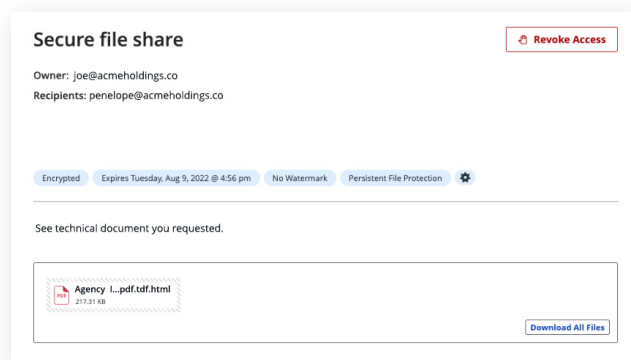 Secure file share
Revoke Access
Owner: joe@acmeholdings.co
Recipients: penelope@acmeholdings.co
Encrypted Expires Tuesday, Aug 9, 2022 @ 4:56 pm No Watermark Persistent File Protection
See technical document you requested.
PDF
Agency I...pdf.tdf.html
217.31 KB
Download All Files